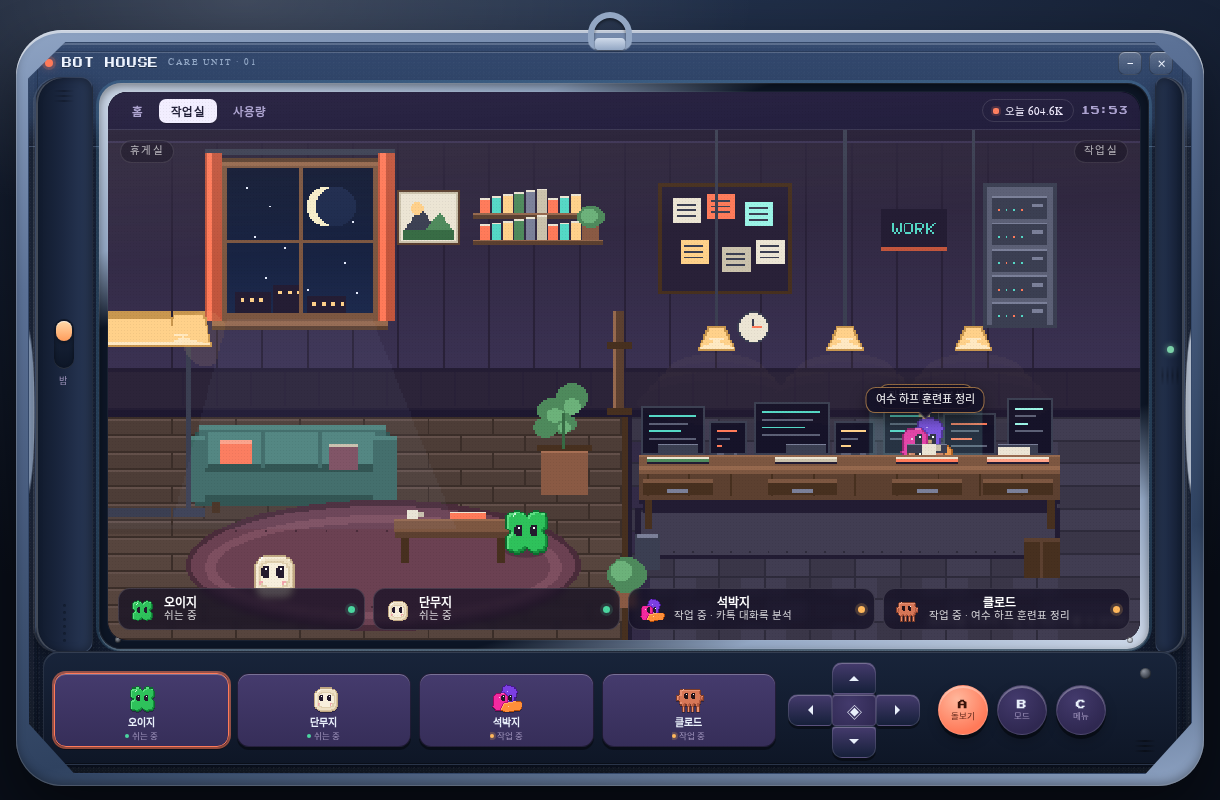 BOT HOUSE CARE UNIT · 01
홈 작업실 사용량 오늘 604.6K 15:53
휴게실 작업실
WORK
밤
여수 하프 훈련표 정리
오이지
쉬는 중
단무지
쉬는 중
석박지
작업 중 · 카톡 대화록 분석
클로드
작업 중 · 여수 하프 훈련표 정리
오이지
쉬는 중
단무지
쉬는 중
석박지
작업 중
클로드
작업 중
A
돌보기
B
모드
C
메뉴